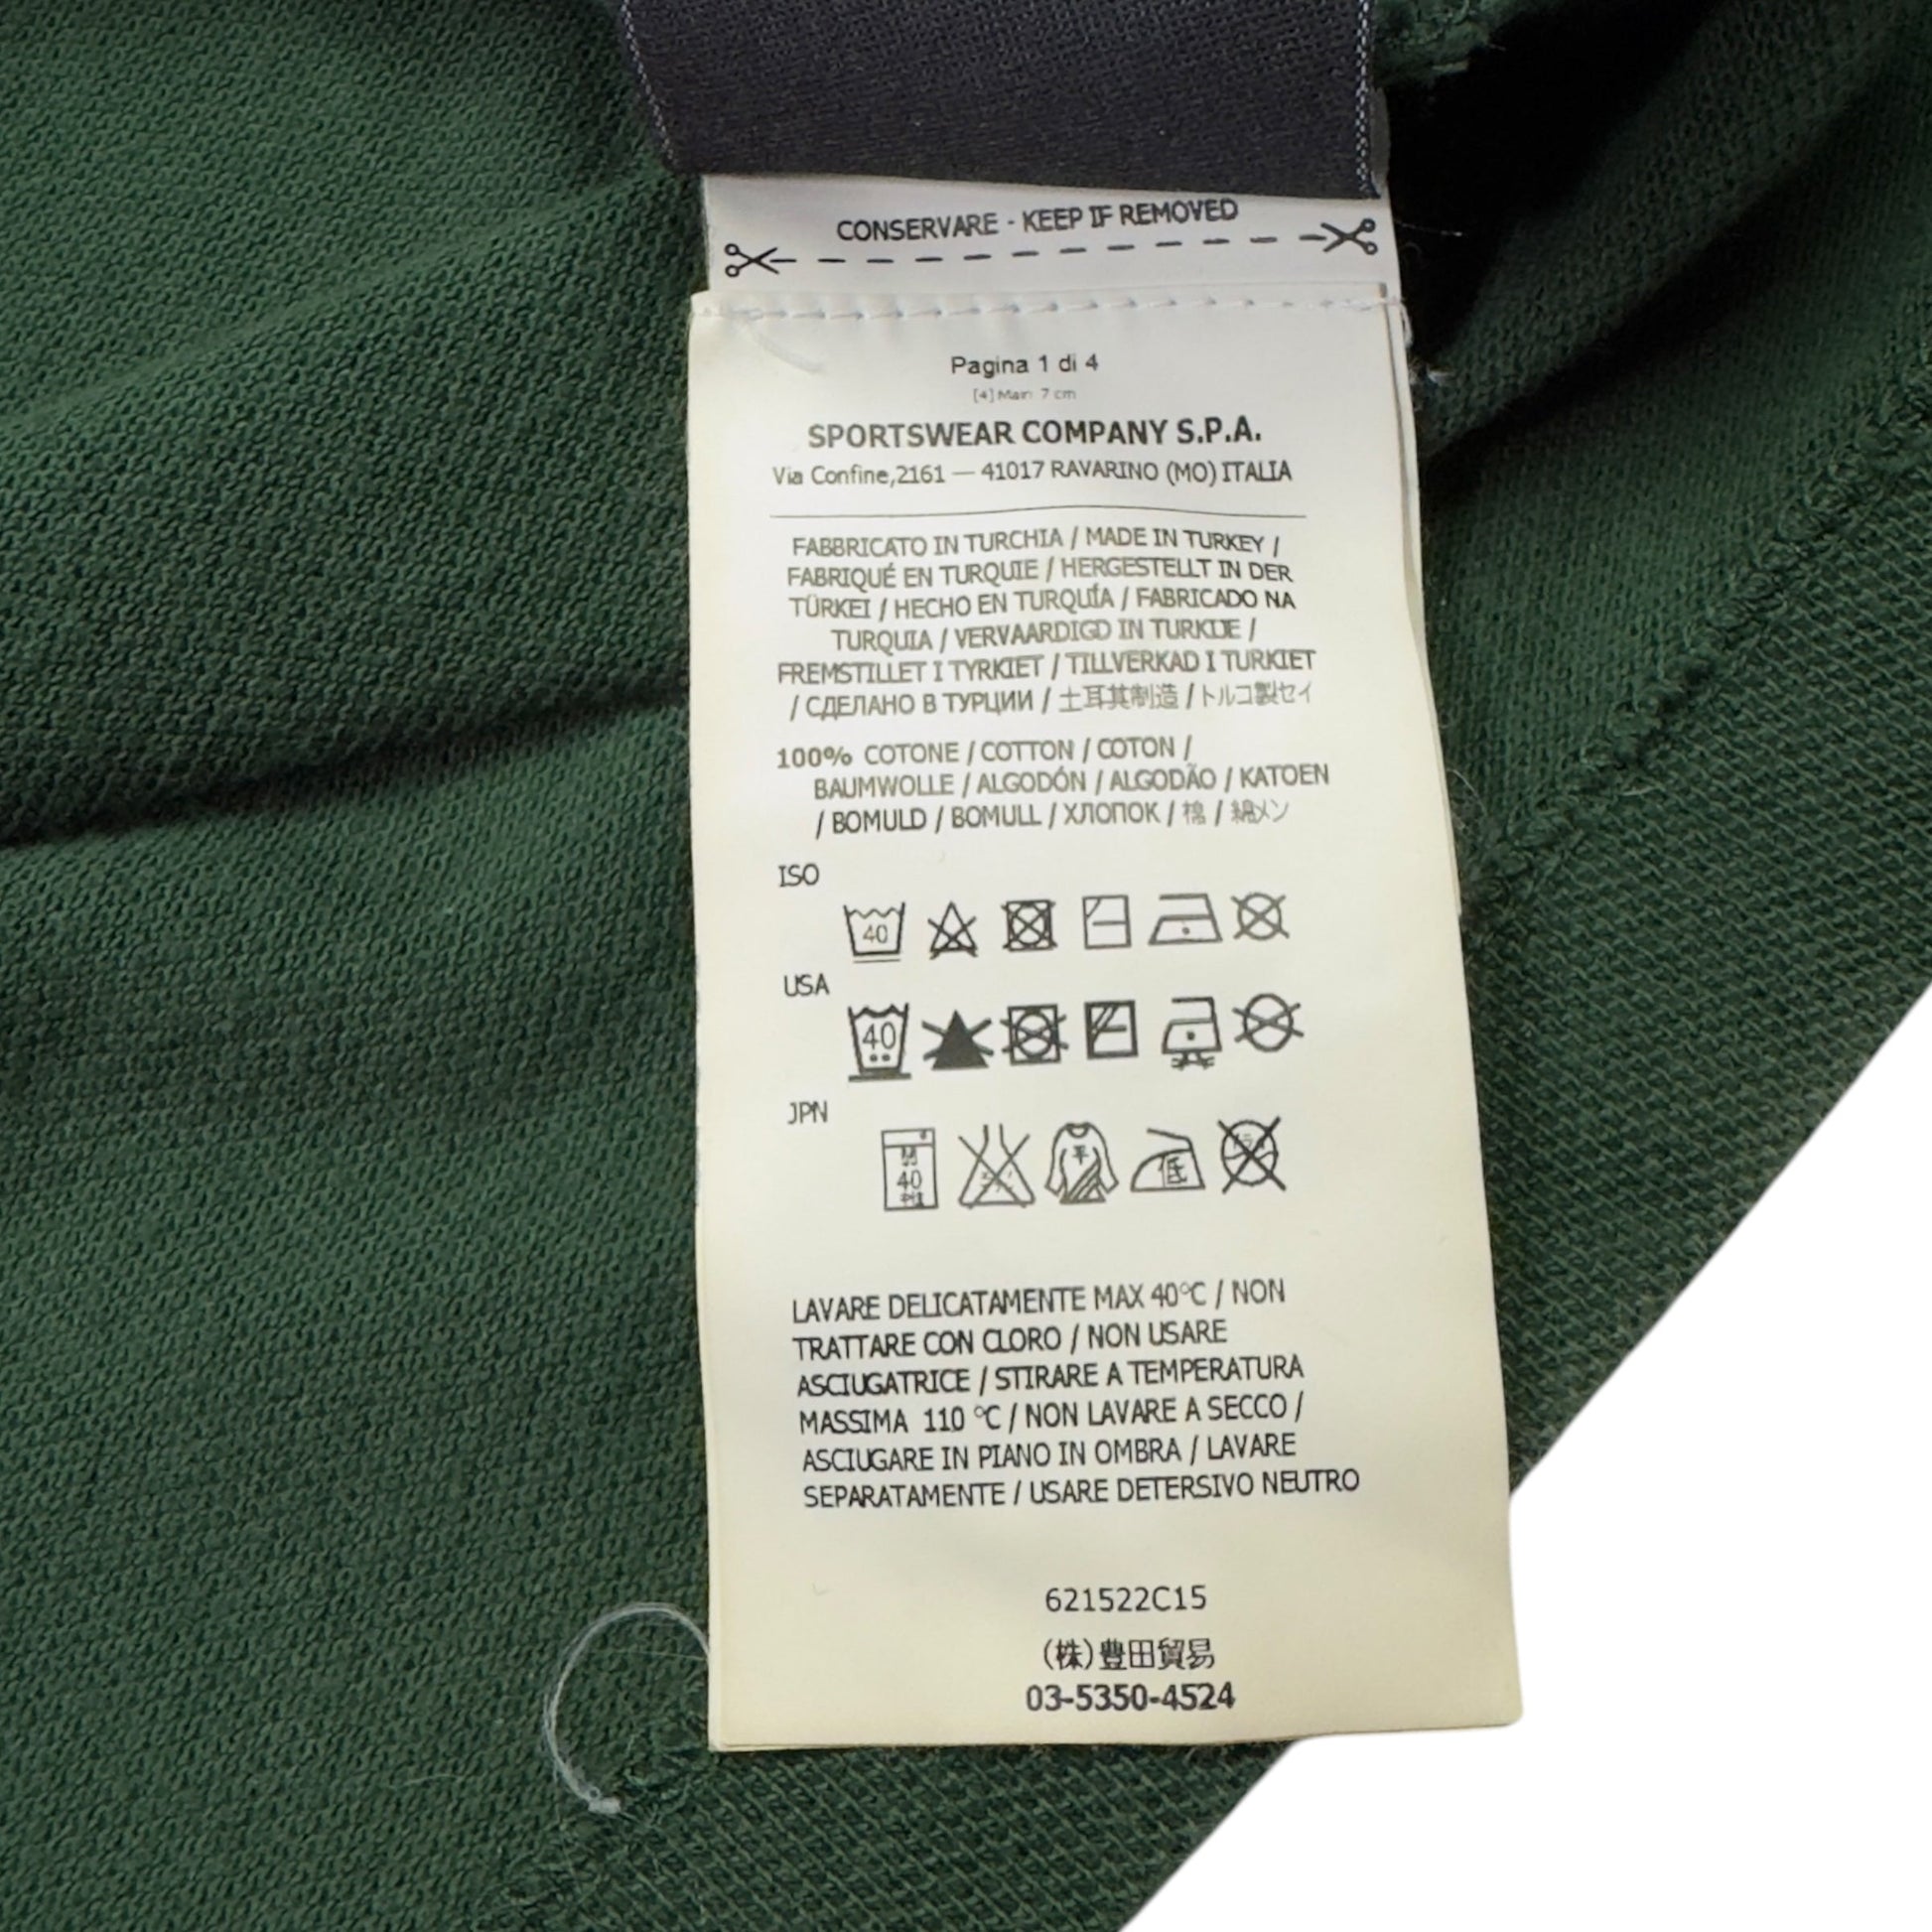 CONSERVARE - KEEP IF REMOVED
Pagina 1 di 4
[4] Main: 7 cm
SPORTSWEAR COMPANY S.P.A.
Via Confine,2161 — 41017 RAVARINO (MO) ITALIA
FABBRICATO IN TURCHIA / MADE IN TURKEY /
FABRIQUÉ EN TURQUIE / HERGESTELLT IN DER
TÜRKEI / HECHO EN TURQUÍA / FABRICADO NA
TURQUIA / VERVAARDIGD IN TURKIJE /
FREMSTILLET I TYRKIET / TILLVERKAD I TURKIET
/ СДЕЛАНО В ТУРЦИИ / 土耳其制造 / トルコ製セイ
100% COTONE / COTTON / COTON /
BAUMWOLLE / ALGODÓN / ALGODÃO / KATOEN
/ BOMULD / BOMULL / ХЛОПОК / 棉 / 綿メン
ISO
40
USA
40
JPN
40
平
低
LAVARE DELICATAMENTE MAX 40°C / NON
TRATTARE CON CLORO / NON USARE
ASCIUGATRICE / STIRARE A TEMPERATURA
MASSIMA 110 °C / NON LAVARE A SECCO /
ASCIUGARE IN PIANO IN OMBRA / LAVARE
SEPARATAMENTE / USARE DETERSIVO NEUTRO
621522C15
(株)豊田貿易
03-5350-4524